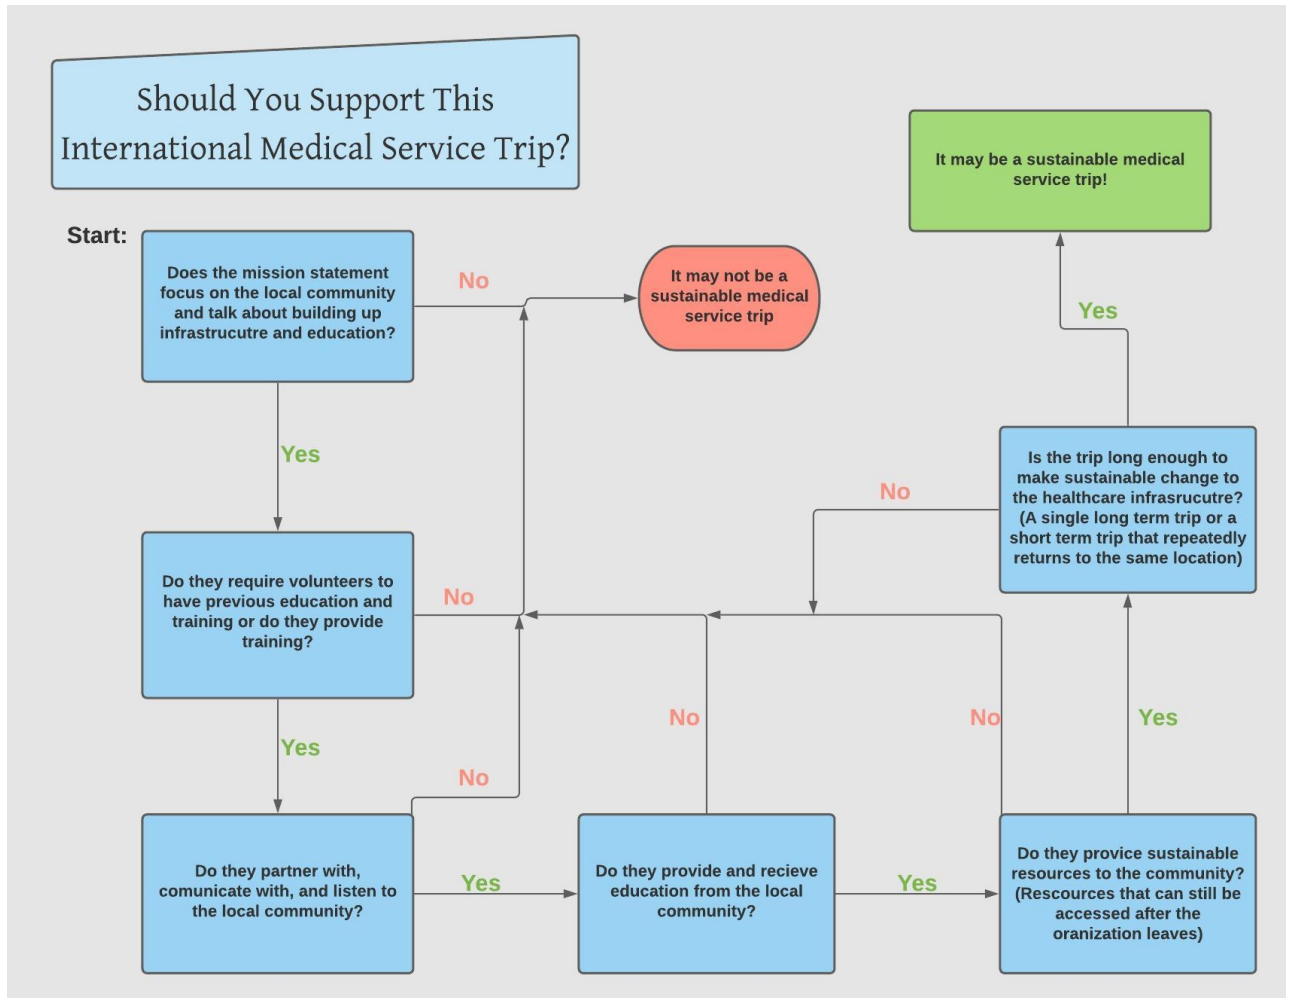 Should You Support This
International Medical Service Trip?
Start:
Does the mission statement
focus on the local community
and talk about building up
infrastrucutre and education?
No
It may not be a
sustainable medical
service trip
It may be a sustainable medical
service trip!
Yes
Yes
Do they require volunteers to
have previous education and
training or do they provide
training?
No
No
Is the trip long enough to
make sustainable change to
the healthcare infrasrucutre?
(A single long term trip or a
short term trip that repeatedly
returns to the same location)
Yes
No
No
No
Yes
Do they partner with,
comunicate with, and listen to
the local community?
Yes
Do they provide and recieve
education from the local
community?
Yes
Do they provice sustainable
resources to the community?
(Rescources that can still be
accessed after the
oranization leaves)